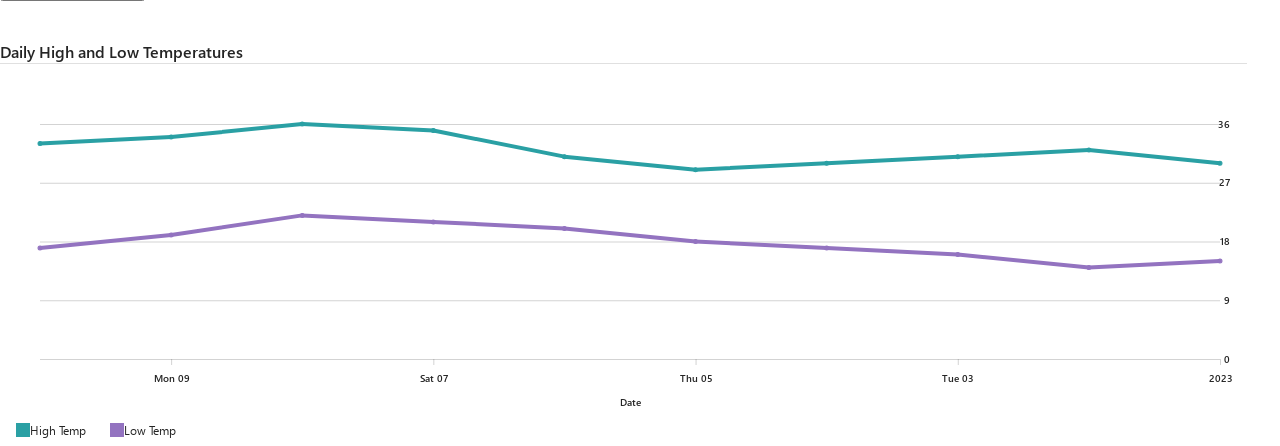 Daily High and Low Temperatures
36
27
18
9
0
Mon 09 Sat 07 Thu 05 Tue 03 2023
Date
High Temp Low Temp